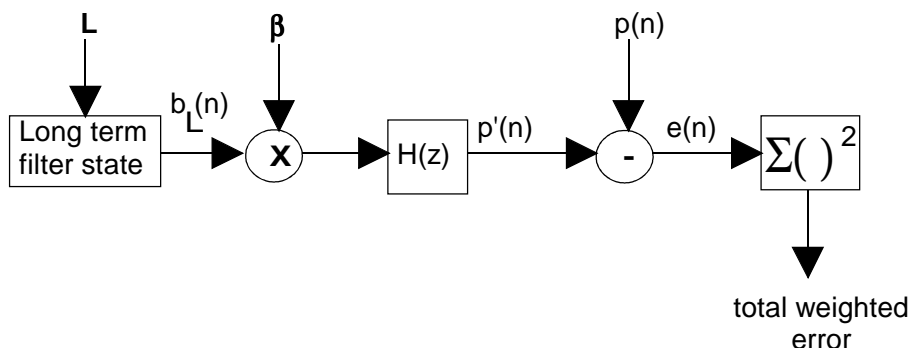 L
β
p(n)
Long term
filter state
b_L(n)
X
H(z)
p'(n)
-
e(n)
Σ( )²
total weighted
error